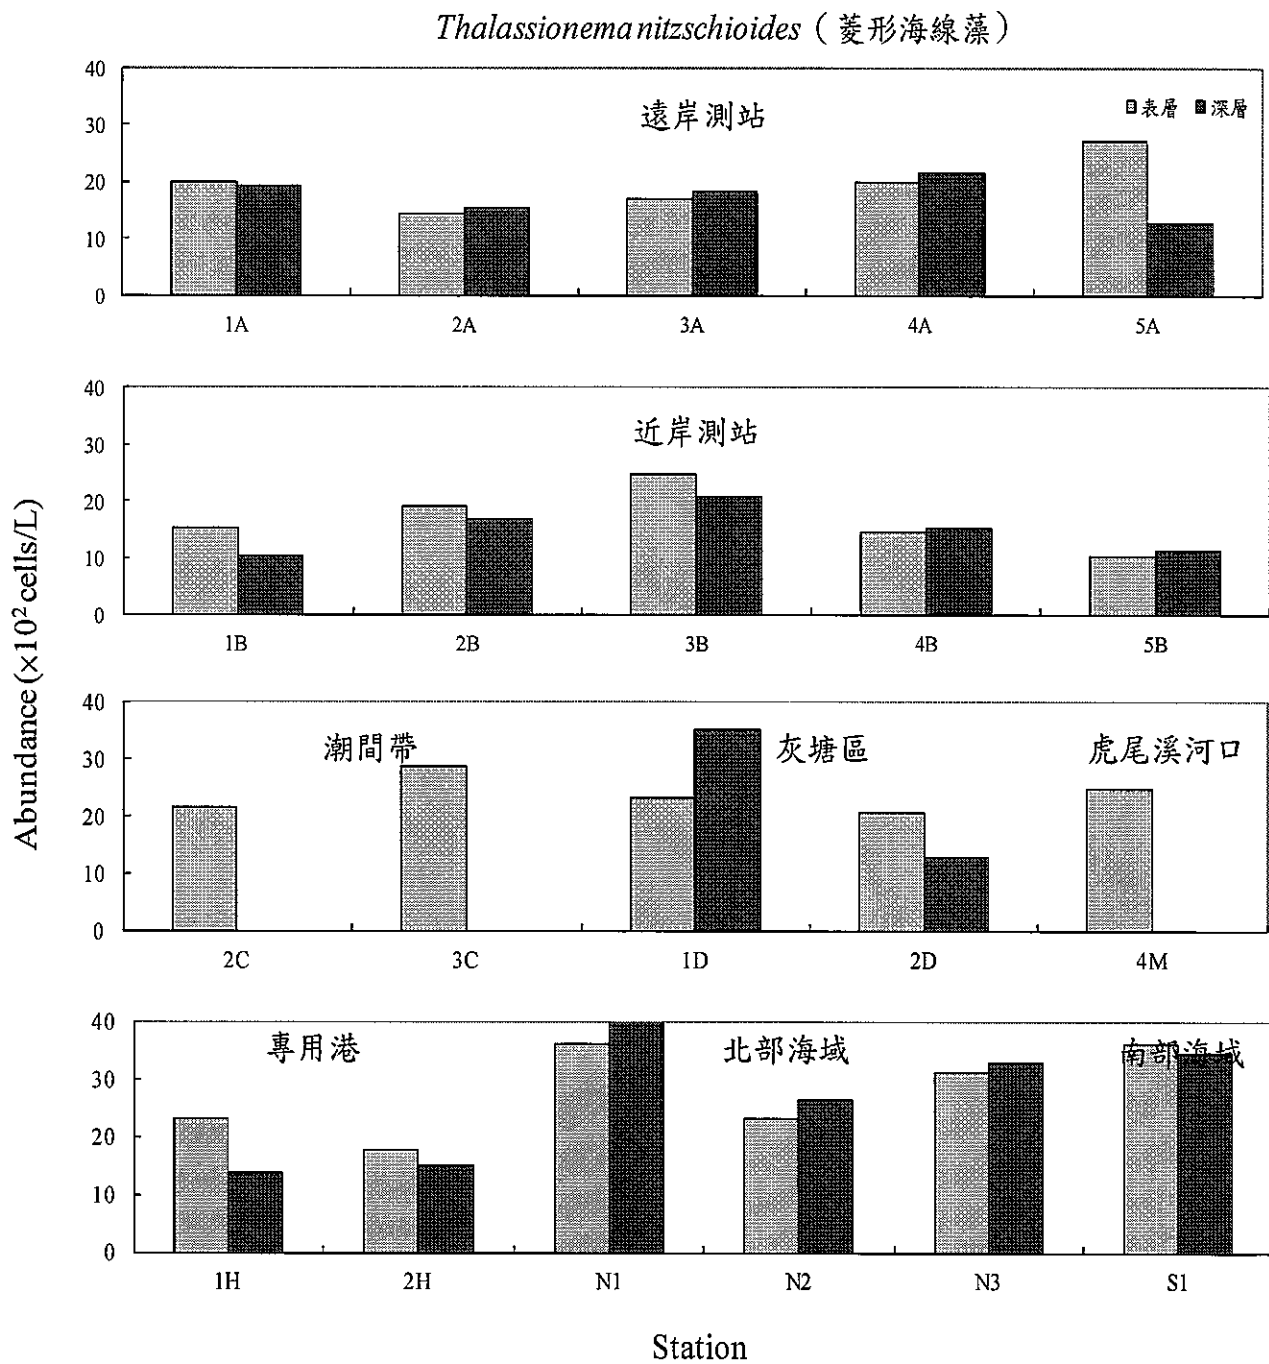 Thalassionema nitzschioides (菱形海線藻)
40
30
20
10
0
遠岸測站
表層 深層
1A 2A 3A 4A 5A
40
30
20
10
0
近岸測站
1B 2B 3B 4B 5B
Abundance (×10² cells/L)
40
30
20
10
0
潮間帶 灰塘區 虎尾溪河口
2C 3C 1D 2D 4M
40
30
20
10
0
專用港 北部海域 南部海域
1H 2H N1 N2 N3 S1
Station